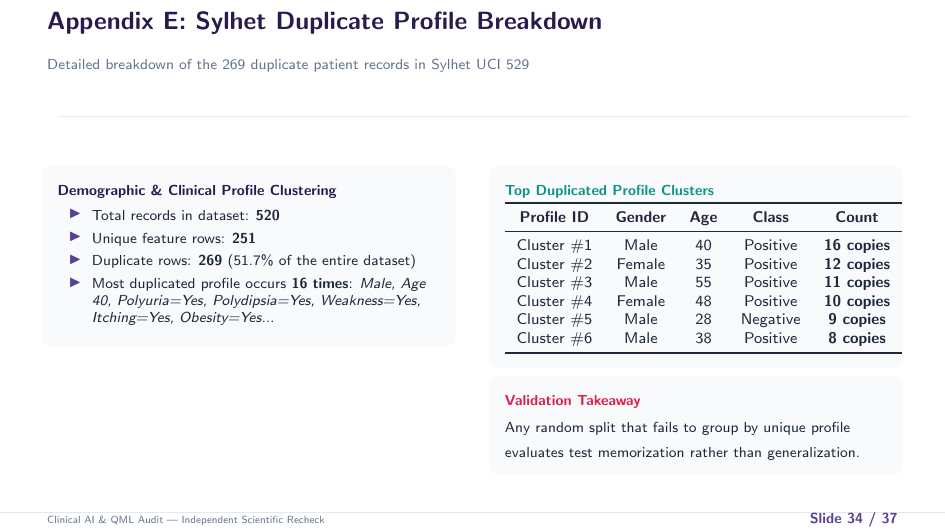 Appendix E: Sylhet Duplicate Profile Breakdown
Detailed breakdown of the 269 duplicate patient records in Sylhet UCI 529
Demographic & Clinical Profile Clustering
▶ Total records in dataset: 520
▶ Unique feature rows: 251
▶ Duplicate rows: 269 (51.7% of the entire dataset)
▶ Most duplicated profile occurs 16 times: Male, Age
40, Polyuria=Yes, Polydipsia=Yes, Weakness=Yes,
Itching=Yes, Obesity=Yes...
Top Duplicated Profile Clusters
Profile ID Gender Age Class Count
Cluster #1 Male 40 Positive 16 copies
Cluster #2 Female 35 Positive 12 copies
Cluster #3 Male 55 Positive 11 copies
Cluster #4 Female 48 Positive 10 copies
Cluster #5 Male 28 Negative 9 copies
Cluster #6 Male 38 Positive 8 copies
Validation Takeaway
Any random split that fails to group by unique profile
evaluates test memorization rather than generalization.
Clinical AI & QML Audit — Independent Scientific Recheck
Slide 34 / 37